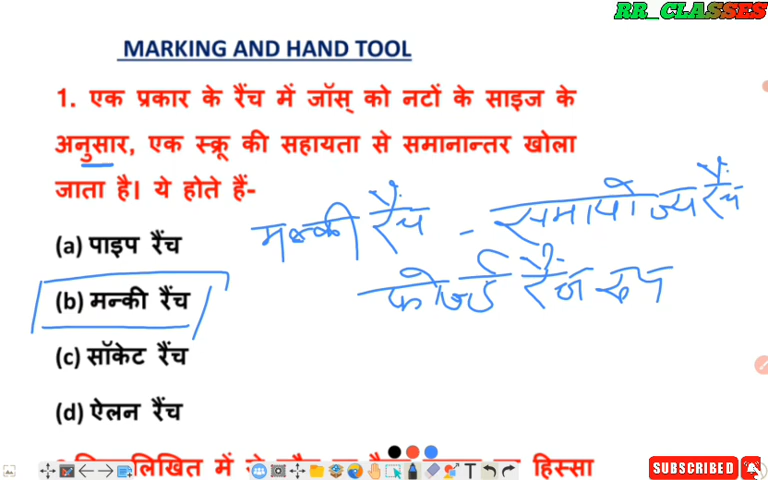 RR_CLASSES
MARKING AND HAND TOOL
1. एक प्रकार के रैंच में जॉस् को नटों के साइज के
अनुसार, एक स्क्रू की सहायता से समानान्तर खोला
जाता है। ये होते हैं-
मन्की रैंच - समायोज्य रैंच
(a) पाइप रैंच
फोर्ज्ड रैंच रूप
(b) मन्की रैंच
(c) सॉकेट रैंच
(d) ऐलन रैंच
हिस्सा
SUBSCRIBED